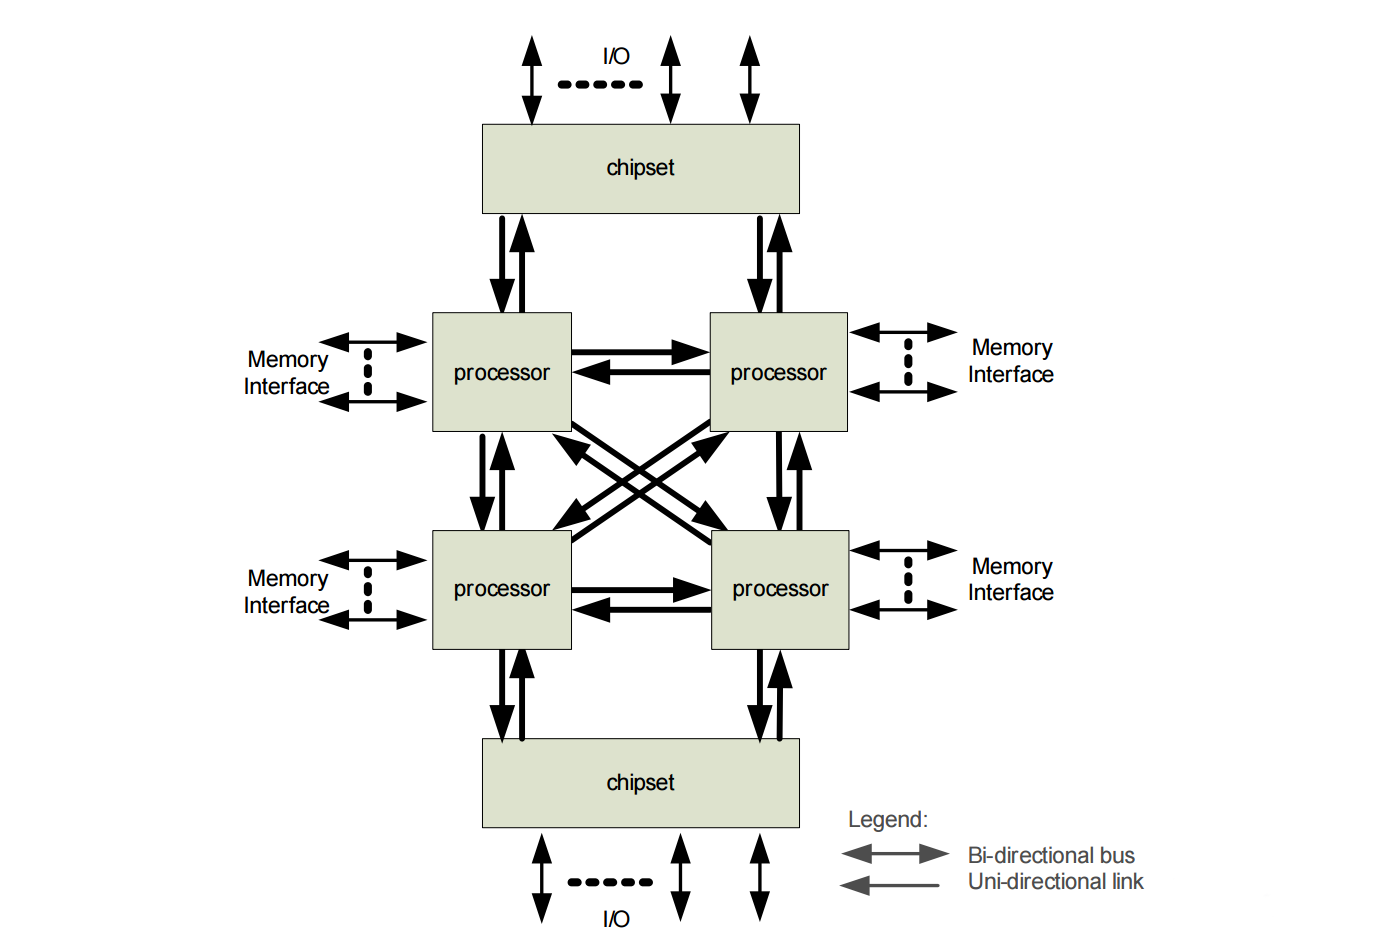 I/O
chipset
processor
processor
Memory
Interface
Memory
Interface
processor
processor
Memory
Interface
Memory
Interface
chipset
Legend:
Bi-directional bus
Uni-directional link
I/O